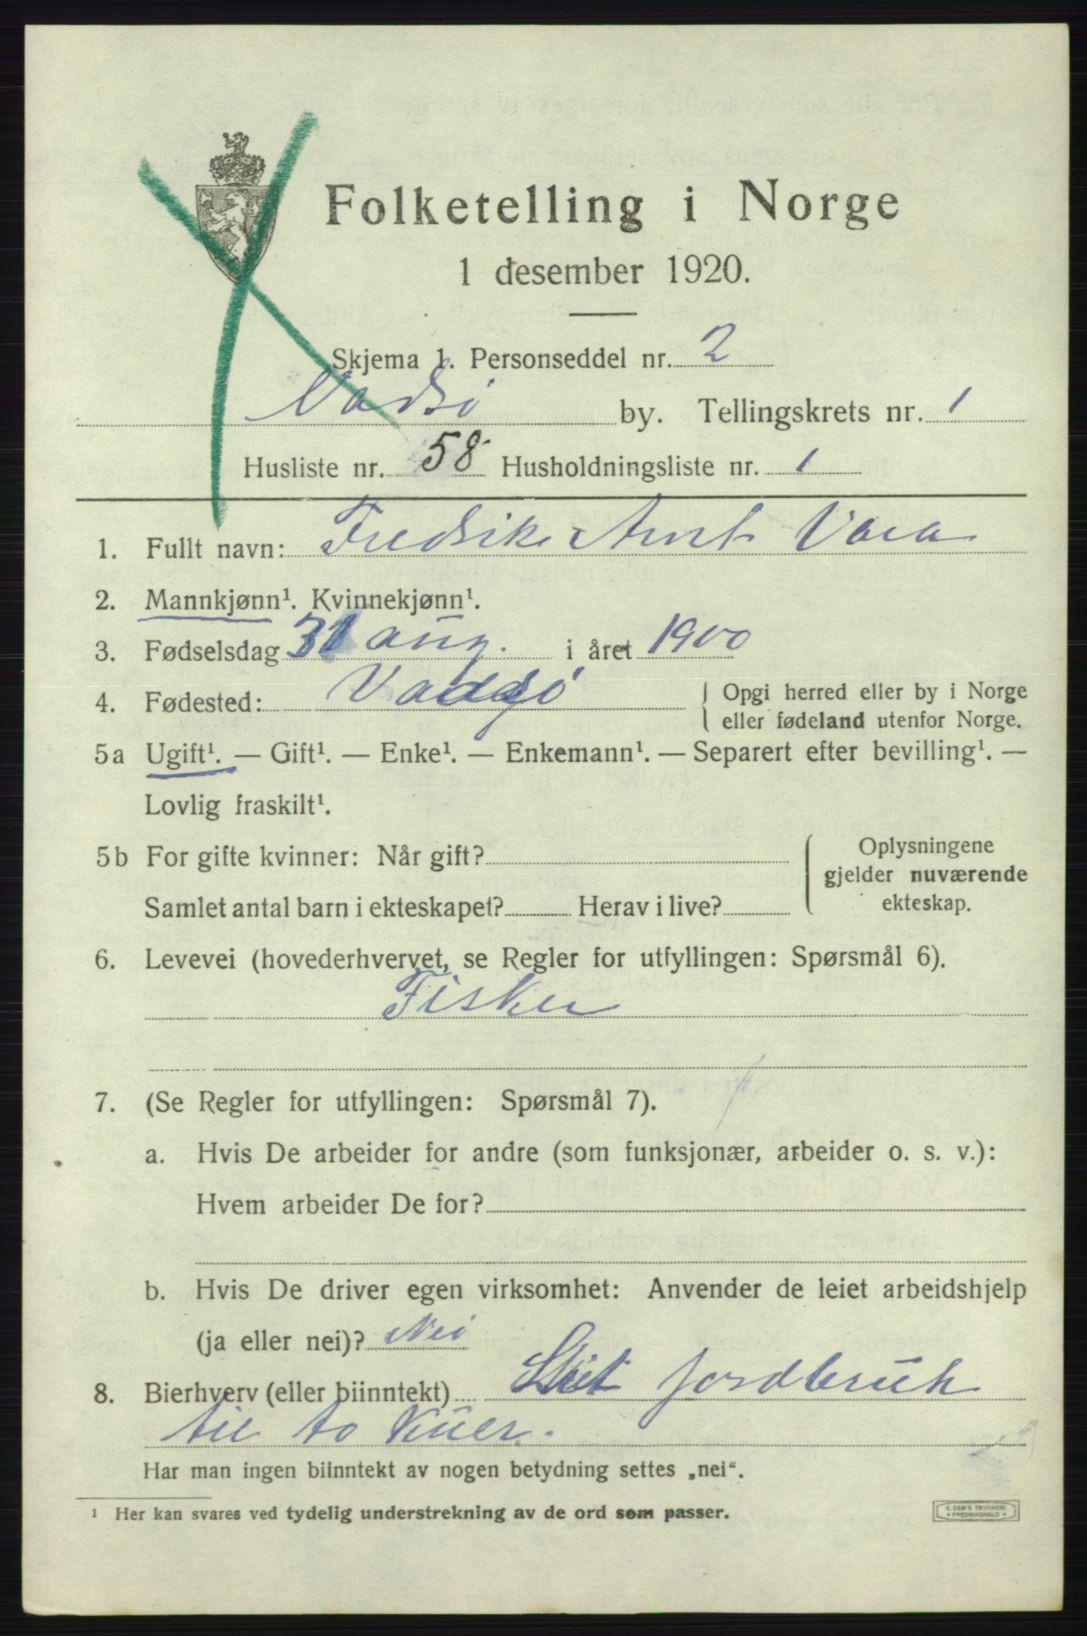 Folketelling i Norge
1 desember 1920.
Skjema 1. Personseddel nr. 2
Vadsø by. Tellingskrets nr. 1
Husliste nr. 58 Husholdningsliste nr. 1
1. Fullt navn: Fredrik Arnt Vara
2. Mannkjønn¹. Kvinnekjønn¹.
3. Fødselsdag 31 aug. i året 1900
4. Fødested: Vadsø
Opgi herred eller by i Norge
eller fødeland utenfor Norge.
5a Ugift¹. — Gift¹. — Enke¹. — Enkemann¹. — Separert efter bevilling¹. —
Lovlig fraskilt¹.
5b For gifte kvinner: Når gift?
Samlet antal barn i ekteskapet? Herav i live?
Oplysningene
gjelder nuværende
ekteskap.
6. Levevei (hovederhvervet, se Regler for utfyllingen: Spørsmål 6).
Fisker
7. (Se Regler for utfyllingen: Spørsmål 7).
a. Hvis De arbeider for andre (som funksjonær, arbeider o. s. v.):
Hvem arbeider De for?
b. Hvis De driver egen virksomhet: Anvender de leiet arbeidshjelp
(ja eller nei)? Nei
8. Bierhverv (eller biinntekt) jordbruk
til to Kuer.
Har man ingen biinntekt av nogen betydning settes „nei“.
¹ Her kan svares ved tydelig understrekning av de ord som passer.
E. SEM'S TRYKKERI
FREDRIKSHALD